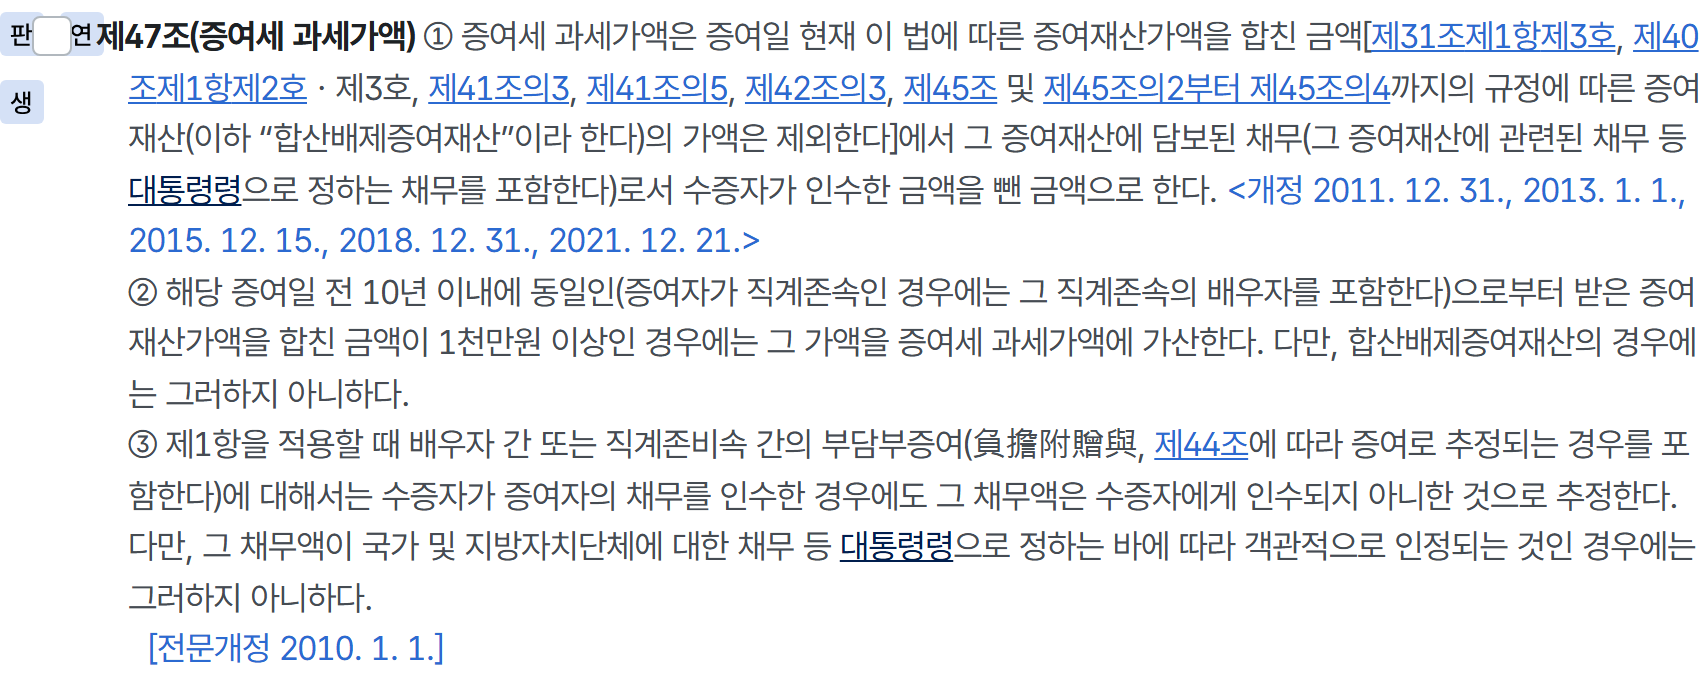 판 연 제47조(증여세 과세가액) ① 증여세 과세가액은 증여일 현재 이 법에 따른 증여재산가액을 합친 금액[제31조제1항제3호, 제40
생 조제1항제2호ㆍ제3호, 제41조의3, 제41조의5, 제42조의3, 제45조 및 제45조의2부터 제45조의4까지의 규정에 따른 증여
재산(이하 “합산배제증여재산”이라 한다)의 가액은 제외한다]에서 그 증여재산에 담보된 채무(그 증여재산에 관련된 채무 등
대통령령으로 정하는 채무를 포함한다)로서 수증자가 인수한 금액을 뺀 금액으로 한다. <개정 2011. 12. 31., 2013. 1. 1.,
2015. 12. 15., 2018. 12. 31., 2021. 12. 21.>
② 해당 증여일 전 10년 이내에 동일인(증여자가 직계존속인 경우에는 그 직계존속의 배우자를 포함한다)으로부터 받은 증여
재산가액을 합친 금액이 1천만원 이상인 경우에는 그 가액을 증여세 과세가액에 가산한다. 다만, 합산배제증여재산의 경우에
는 그러하지 아니하다.
③ 제1항을 적용할 때 배우자 간 또는 직계존비속 간의 부담부증여(負擔附贈與, 제44조에 따라 증여로 추정되는 경우를 포
함한다)에 대해서는 수증자가 증여자의 채무를 인수한 경우에도 그 채무액은 수증자에게 인수되지 아니한 것으로 추정한다.
다만, 그 채무액이 국가 및 지방자치단체에 대한 채무 등 대통령령으로 정하는 바에 따라 객관적으로 인정되는 것인 경우에는
그러하지 아니하다.
[전문개정 2010. 1. 1.]